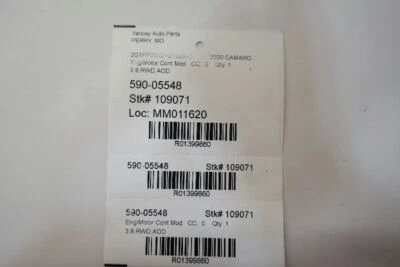 Yancey Auto Parts
PERRY, MO
CAMARO
Eng/Motor Cont Mod CC; 0 Qty 1
3.8,RWD,AOD
590-05548
Stk# 109071
Loc: MM011620
R01399860
590-05548 Stk# 109071
R01399860
590-05548 Stk# 109071
Eng/Motor Cont Mod CC; 0 Qty 1
3.8,RWD,AOD
R01399860